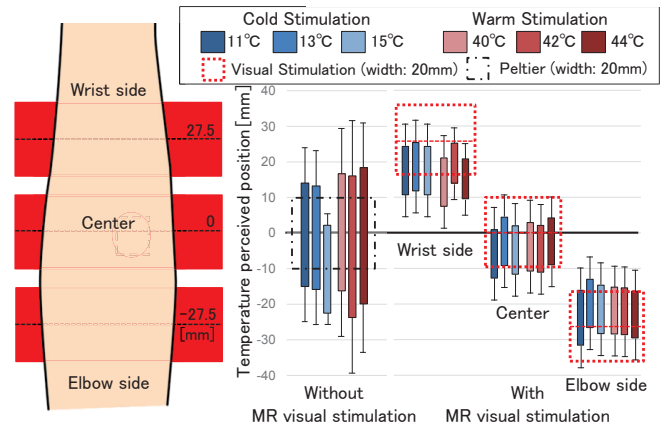 Cold Stimulation
Warm Stimulation
11℃ 13℃ 15℃ 40℃ 42℃ 44℃
Visual Stimulation (width: 20mm) Peltier (width: 20mm)
Wrist side
27.5
Center
0
-27.5
[mm]
Elbow side
Temperature perceived position [mm]
40
30
20
10
0
-10
-20
-30
-40
Wrist side
Center
Elbow side
Without
MR visual stimulation
With
MR visual stimulation